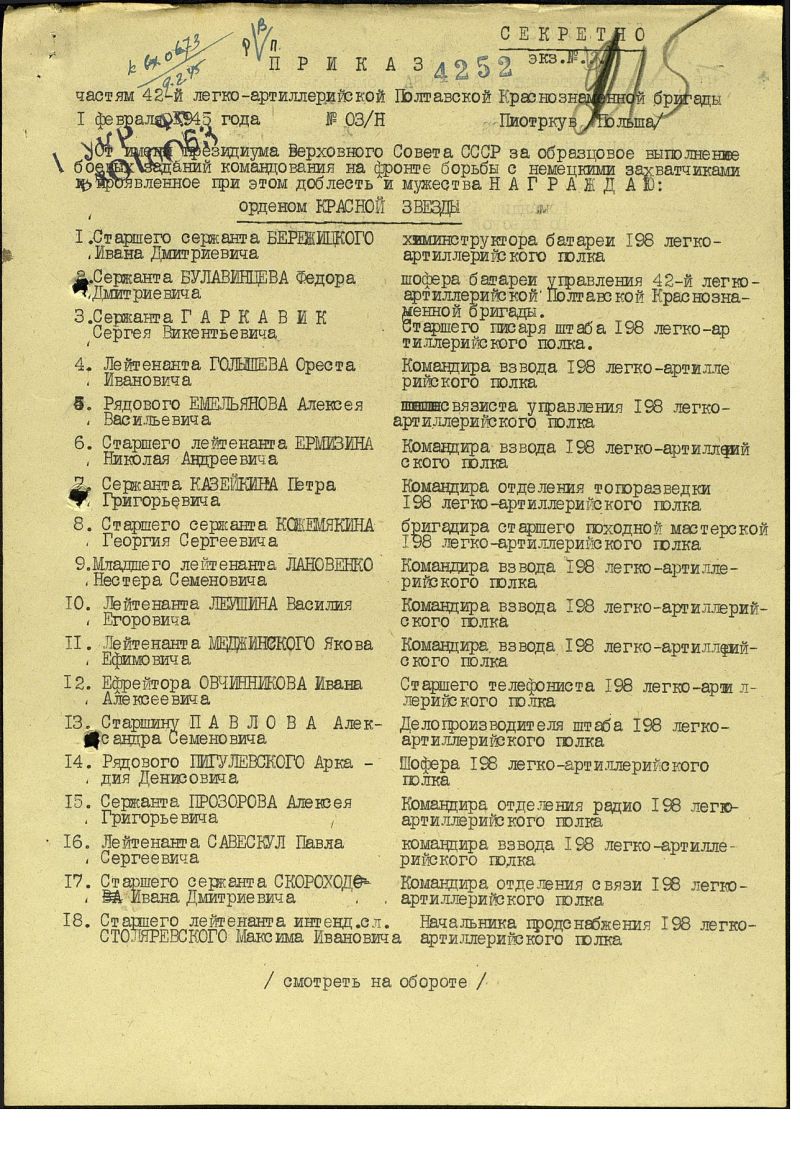 СЕКРЕТНО
экз.№.
к вх 0673
9.2.45
П Р И К А З 4252
частям 42-й легко-артиллерийской Полтавской Краснознаменной бригады
I февраля 1945 года № 03/Н Пиотркув /Польша/
I УКР
От имени Президиума Верховного Совета СССР за образцовое выполнение
боевых заданий командования на фронте борьбы с немецкими захватчиками
и проявленное при этом доблесть и мужества Н А Г Р А Ж Д А Ю:
орденом КРАСНОЙ ЗВЕЗДЫ
I.Старшего сержанта БЕРЕЖИЦКОГО химинструктора батареи I98 легко-
Ивана Дмитриевича артиллерийского полка
2.Сержанта БУЛАВИНЦЕВА Федора шофера батареи управления 42-й легко-
Дмитриевича артиллерийской Полтавской Краснозна-
менной бригады.
3.Сержанта Г А Р К А В И К Старшего писаря штаба I98 легко-ар
Сергея Викентьевича тиллерийского полка.
4. Лейтенанта ГОЛЫШЕВА Ореста Командира взвода I98 легко-артилле
Ивановича рийского полка
5. Рядового ЕМЕЛЬЯНОВА Алексея связиста управления I98 легко-
Васильевича артиллерийского полка
6. Старшего лейтенанта ЕРМИЗИНА Командира взвода I98 легко-артиллерий
Николая Андреевича ского полка
7. Сержанта КАЗЕЙКИНА Петра Командира отделения топоразведки
Григорьевича I98 легко-артиллерийского полка
8. Старшего сержанта КОЖЕМЯКИНА бригадира старшего походной мастерской
Георгия Сергеевича I98 легко-артиллерийского полка
9.Младшего лейтенанта ЛАНОВЕНКО Командира взвода I98 легко-артилле-
Нестера Семеновича рийского полка
I0. Лейтенанта ЛЕУШИНА Василия Командира взвода I98 легко-артиллерий-
Егоровича ского полка
II. Лейтенанта МЕДЖИНСКОГО Якова Командира взвода I98 легко-артиллерий-
Ефимовича ского полка
I2. Ефрейтора ОВЧИННИКОВА Ивана Старшего телефониста I98 легко-арти л-
Алексеевича лерийского полка
I3. Старшину П А В Л О В А Алек- Делопроизводителя штаба I98 легко-
сандра Семеновича артиллерийского полка
I4. Рядового ПИГУЛЕВСКОГО Арка - Шофера I98 легко-артиллерийского
дия Денисовича полка
I5. Сержанта ПРОЗОРОВА Алексея Командира отделения радио I98 легко-
Григорьевича артиллерийского полка
I6. Лейтенанта САВЕСКУЛ Павла командира взвода I98 легко-артилле-
Сергеевича рийского полка
I7. Старшего сержанта СКОРОХОДО- Командира отделения связи I98 легко-
ВА Ивана Дмитриевича артиллерийского полка
I8. Старшего лейтенанта интенд.сл. Начальника продснабжения I98 легко-
СТОЛЯРЕВСКОГО Максима Ивановича артиллерийского полка
/ смотреть на обороте /